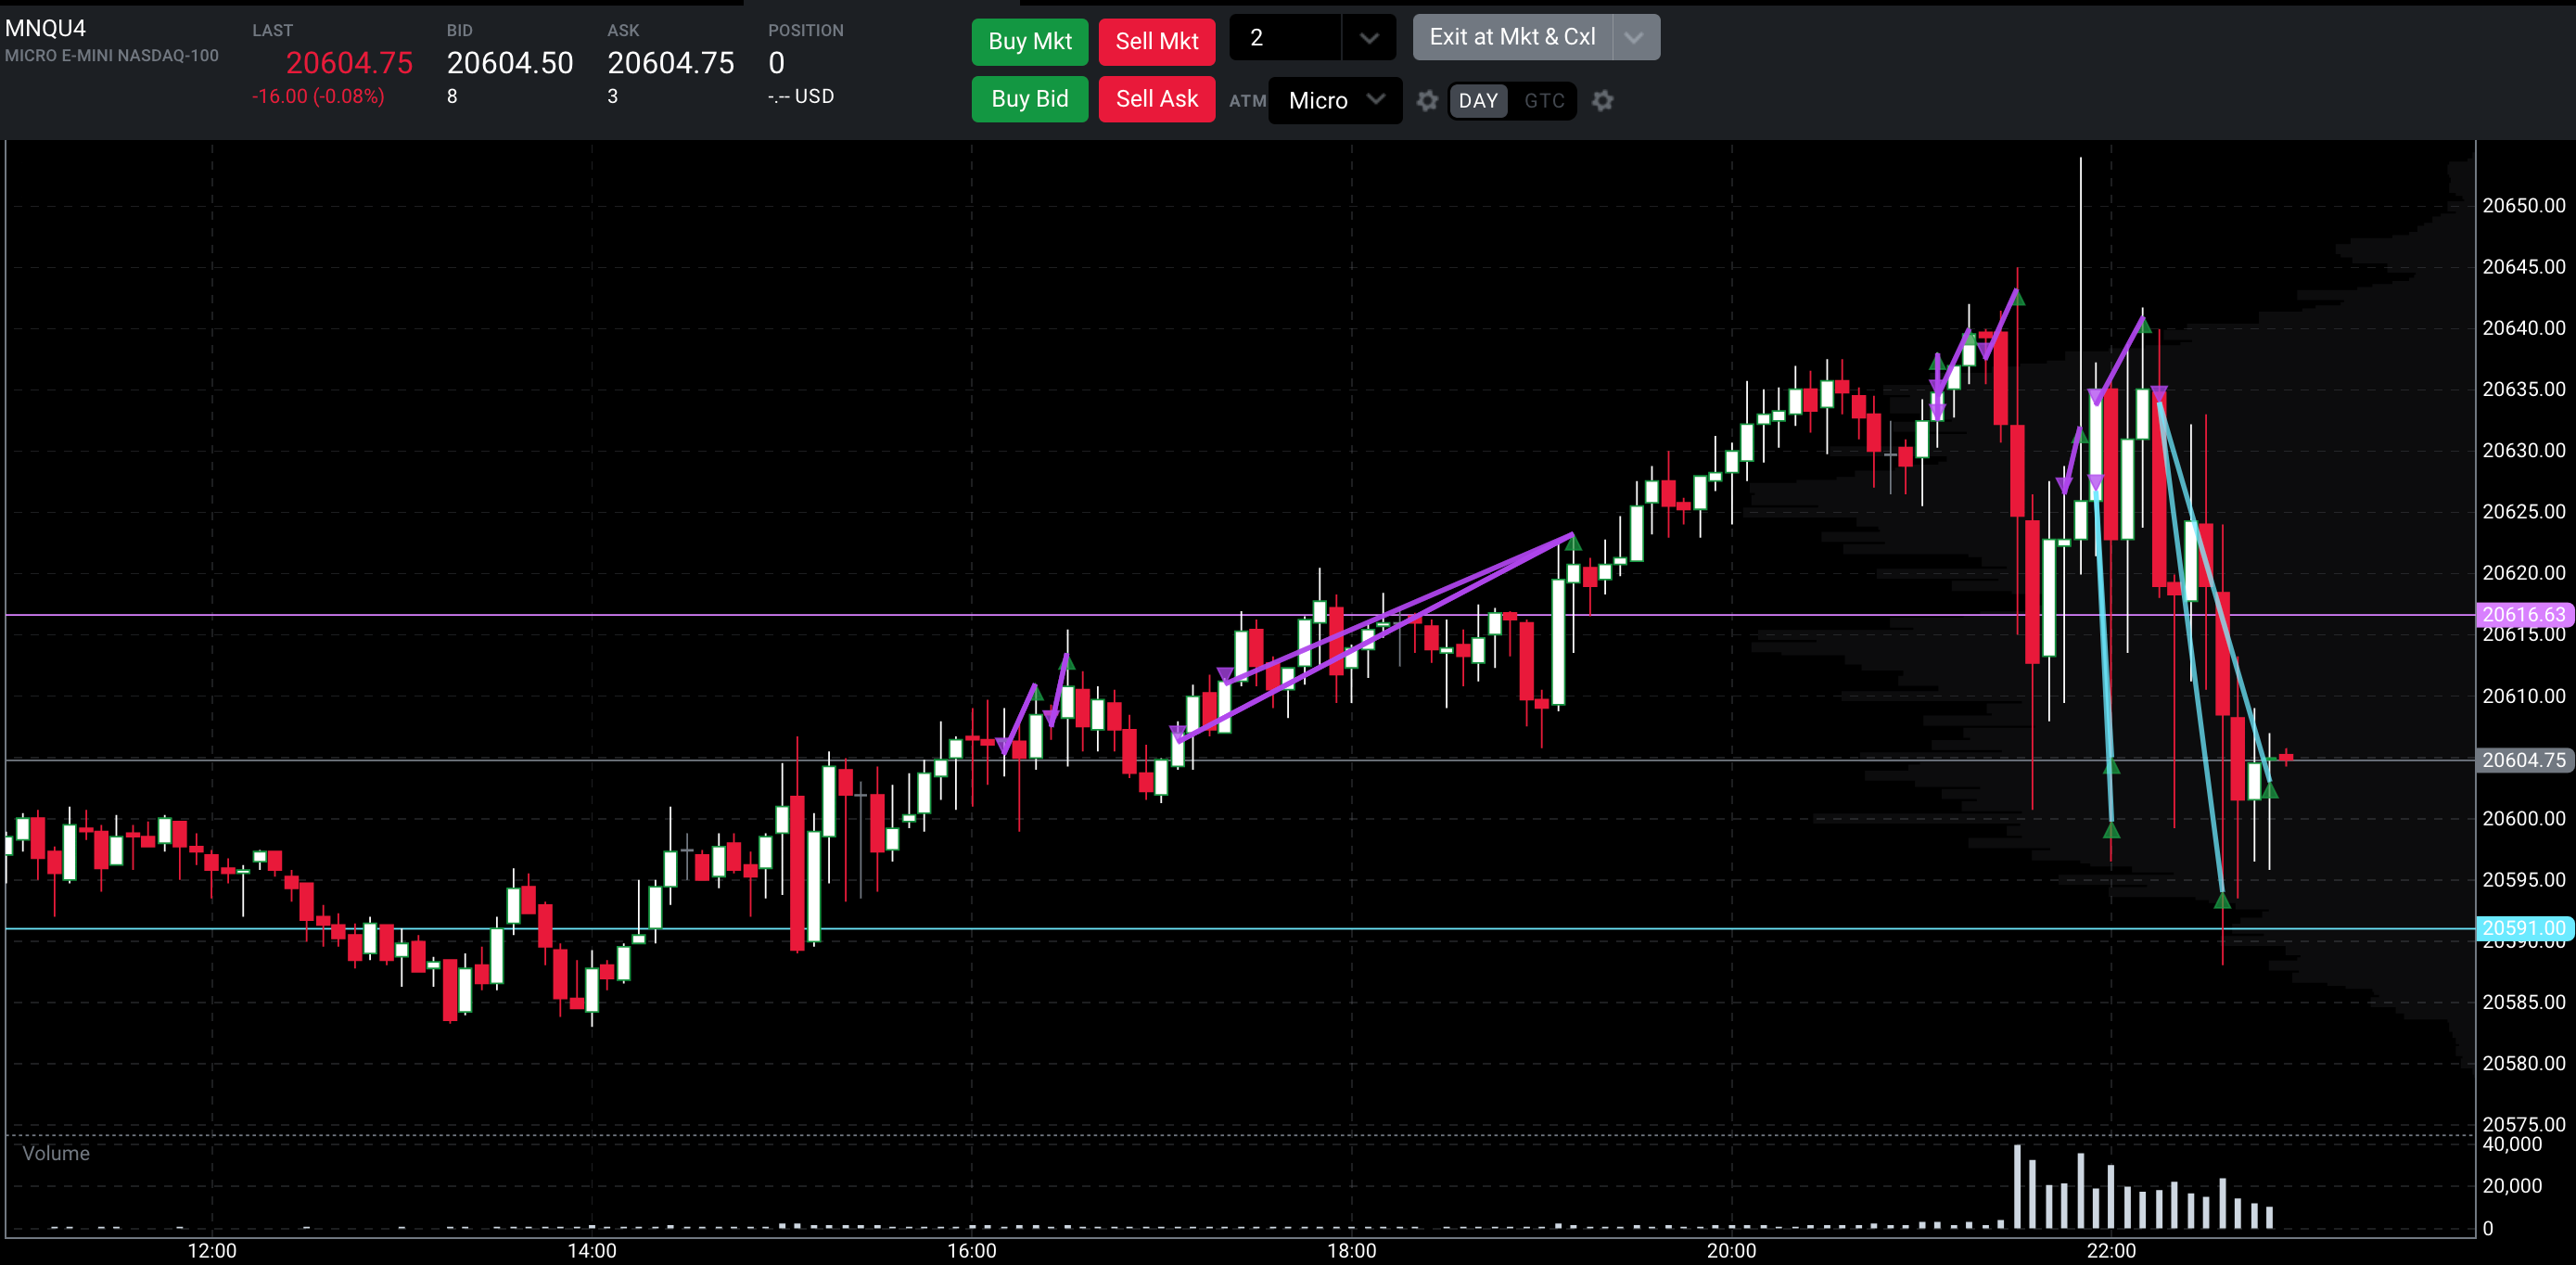 MNQU4
MICRO E-MINI NASDAQ-100
LAST
20604.75
-16.00 (-0.08%)
BID
20604.50
8
ASK
20604.75
3
POSITION
0
-.-- USD
Buy Mkt
Sell Mkt
2
Exit at Mkt & Cxl
Buy Bid
Sell Ask
ATM
Micro
DAY
GTC
20650.00
20645.00
20640.00
20635.00
20630.00
20625.00
20620.00
20616.63
20615.00
20610.00
20604.75
20600.00
20595.00
20591.00
20590.00
20585.00
20580.00
20575.00
Volume
40,000
20,000
0
12:00
14:00
16:00
18:00
20:00
22:00